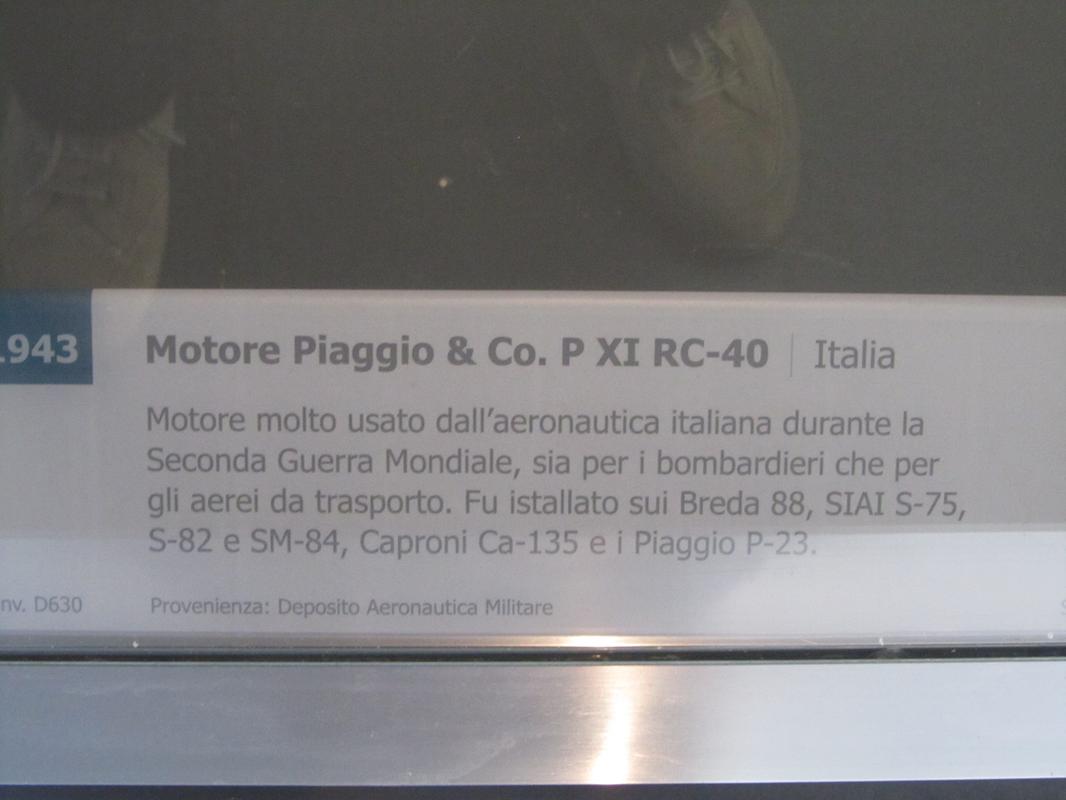 1943
Motore Piaggio & Co. P XI RC-40 | Italia
Motore molto usato dall'aeronautica italiana durante la
Seconda Guerra Mondiale, sia per i bombardieri che per
gli aerei da trasporto. Fu istallato sui Breda 88, SIAI S-75,
S-82 e SM-84, Caproni Ca-135 e i Piaggio P-23.
nv. D630
Provenienza: Deposito Aeronautica Militare